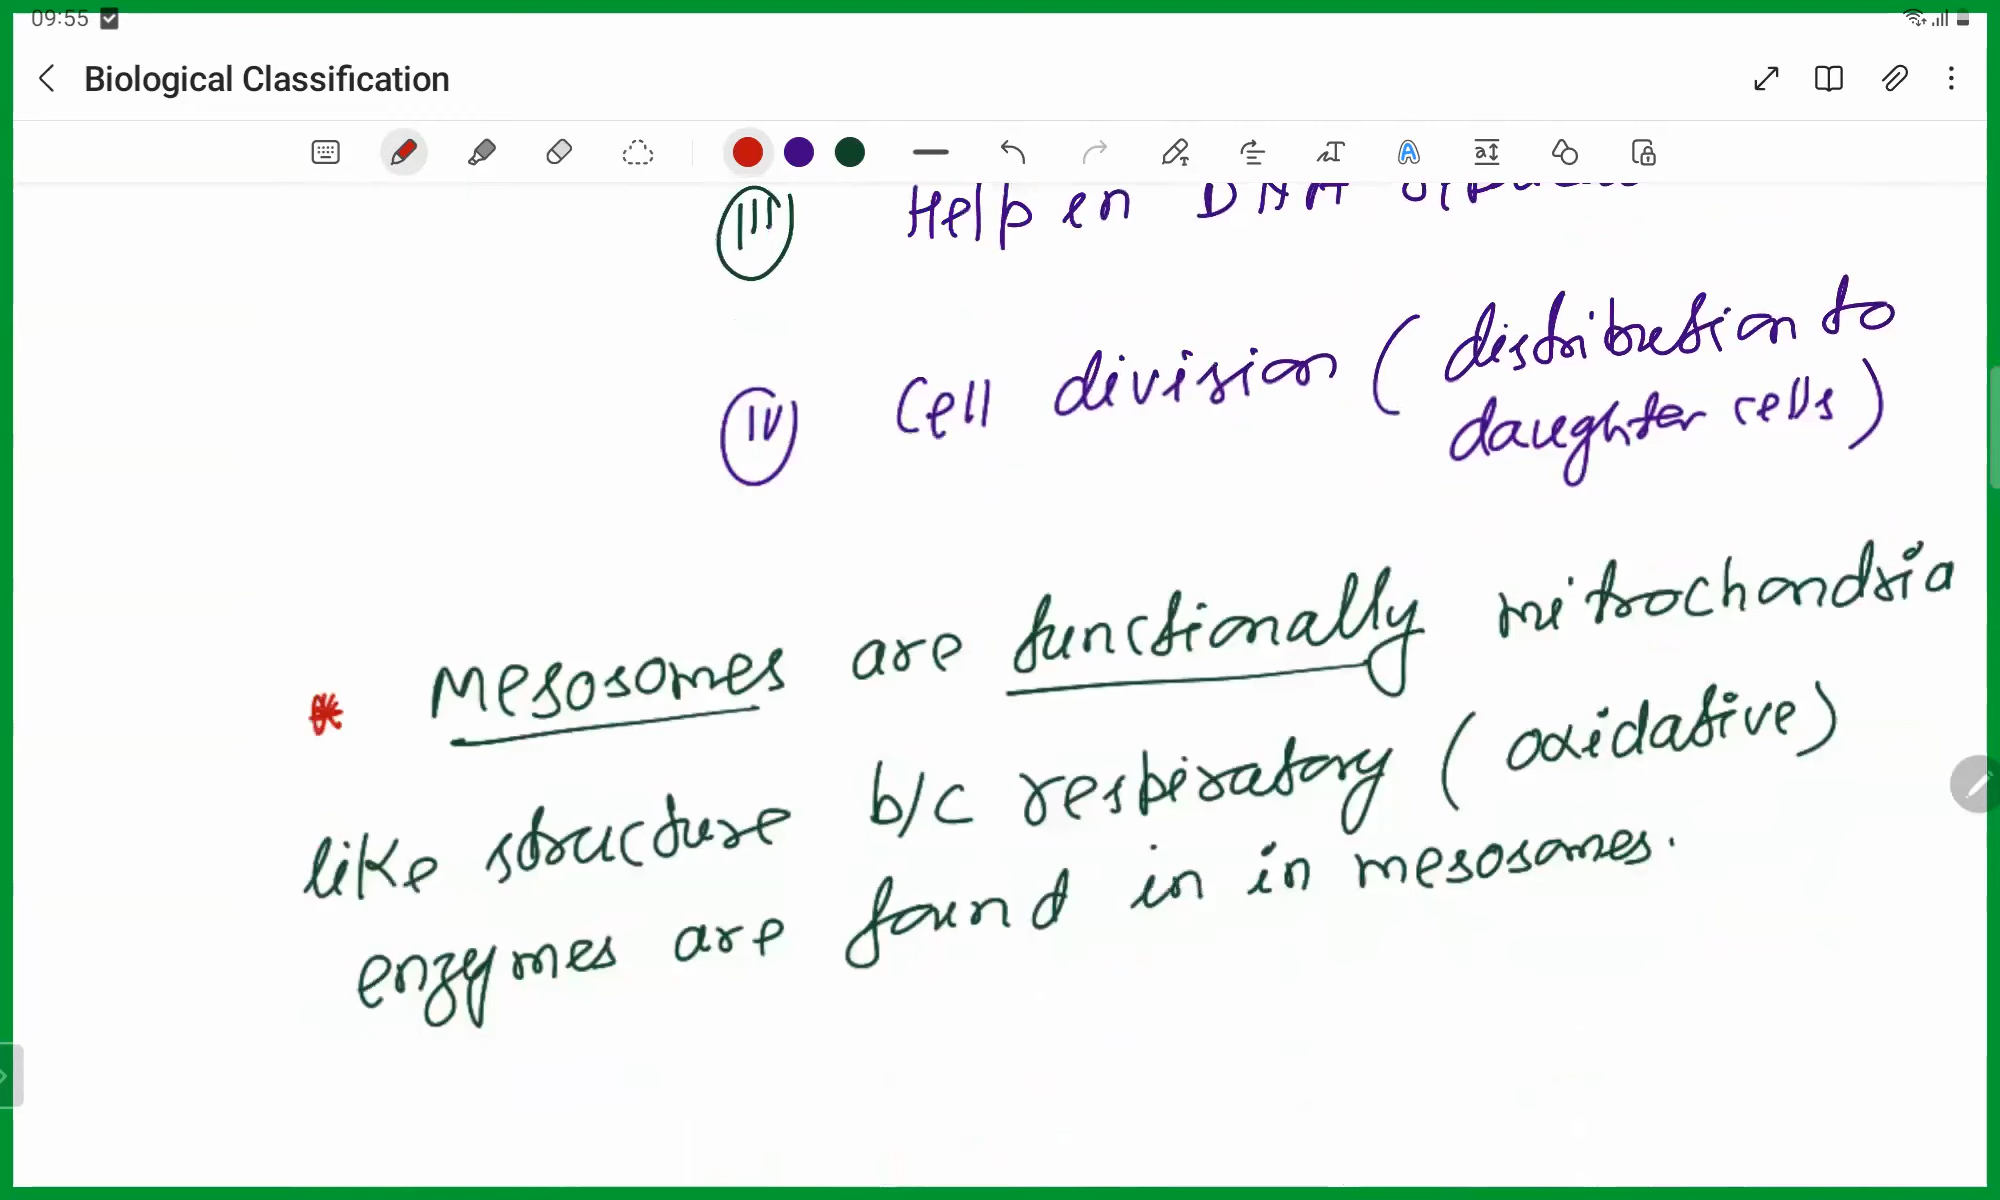 09:55
Biological Classification
III Help in DNA
IV Cell division ( distribution to
daughter cells )
* Mesosomes are functionally mitochondria
like structure b/c respiratory ( oxidative )
enzymes are found in in mesosomes.